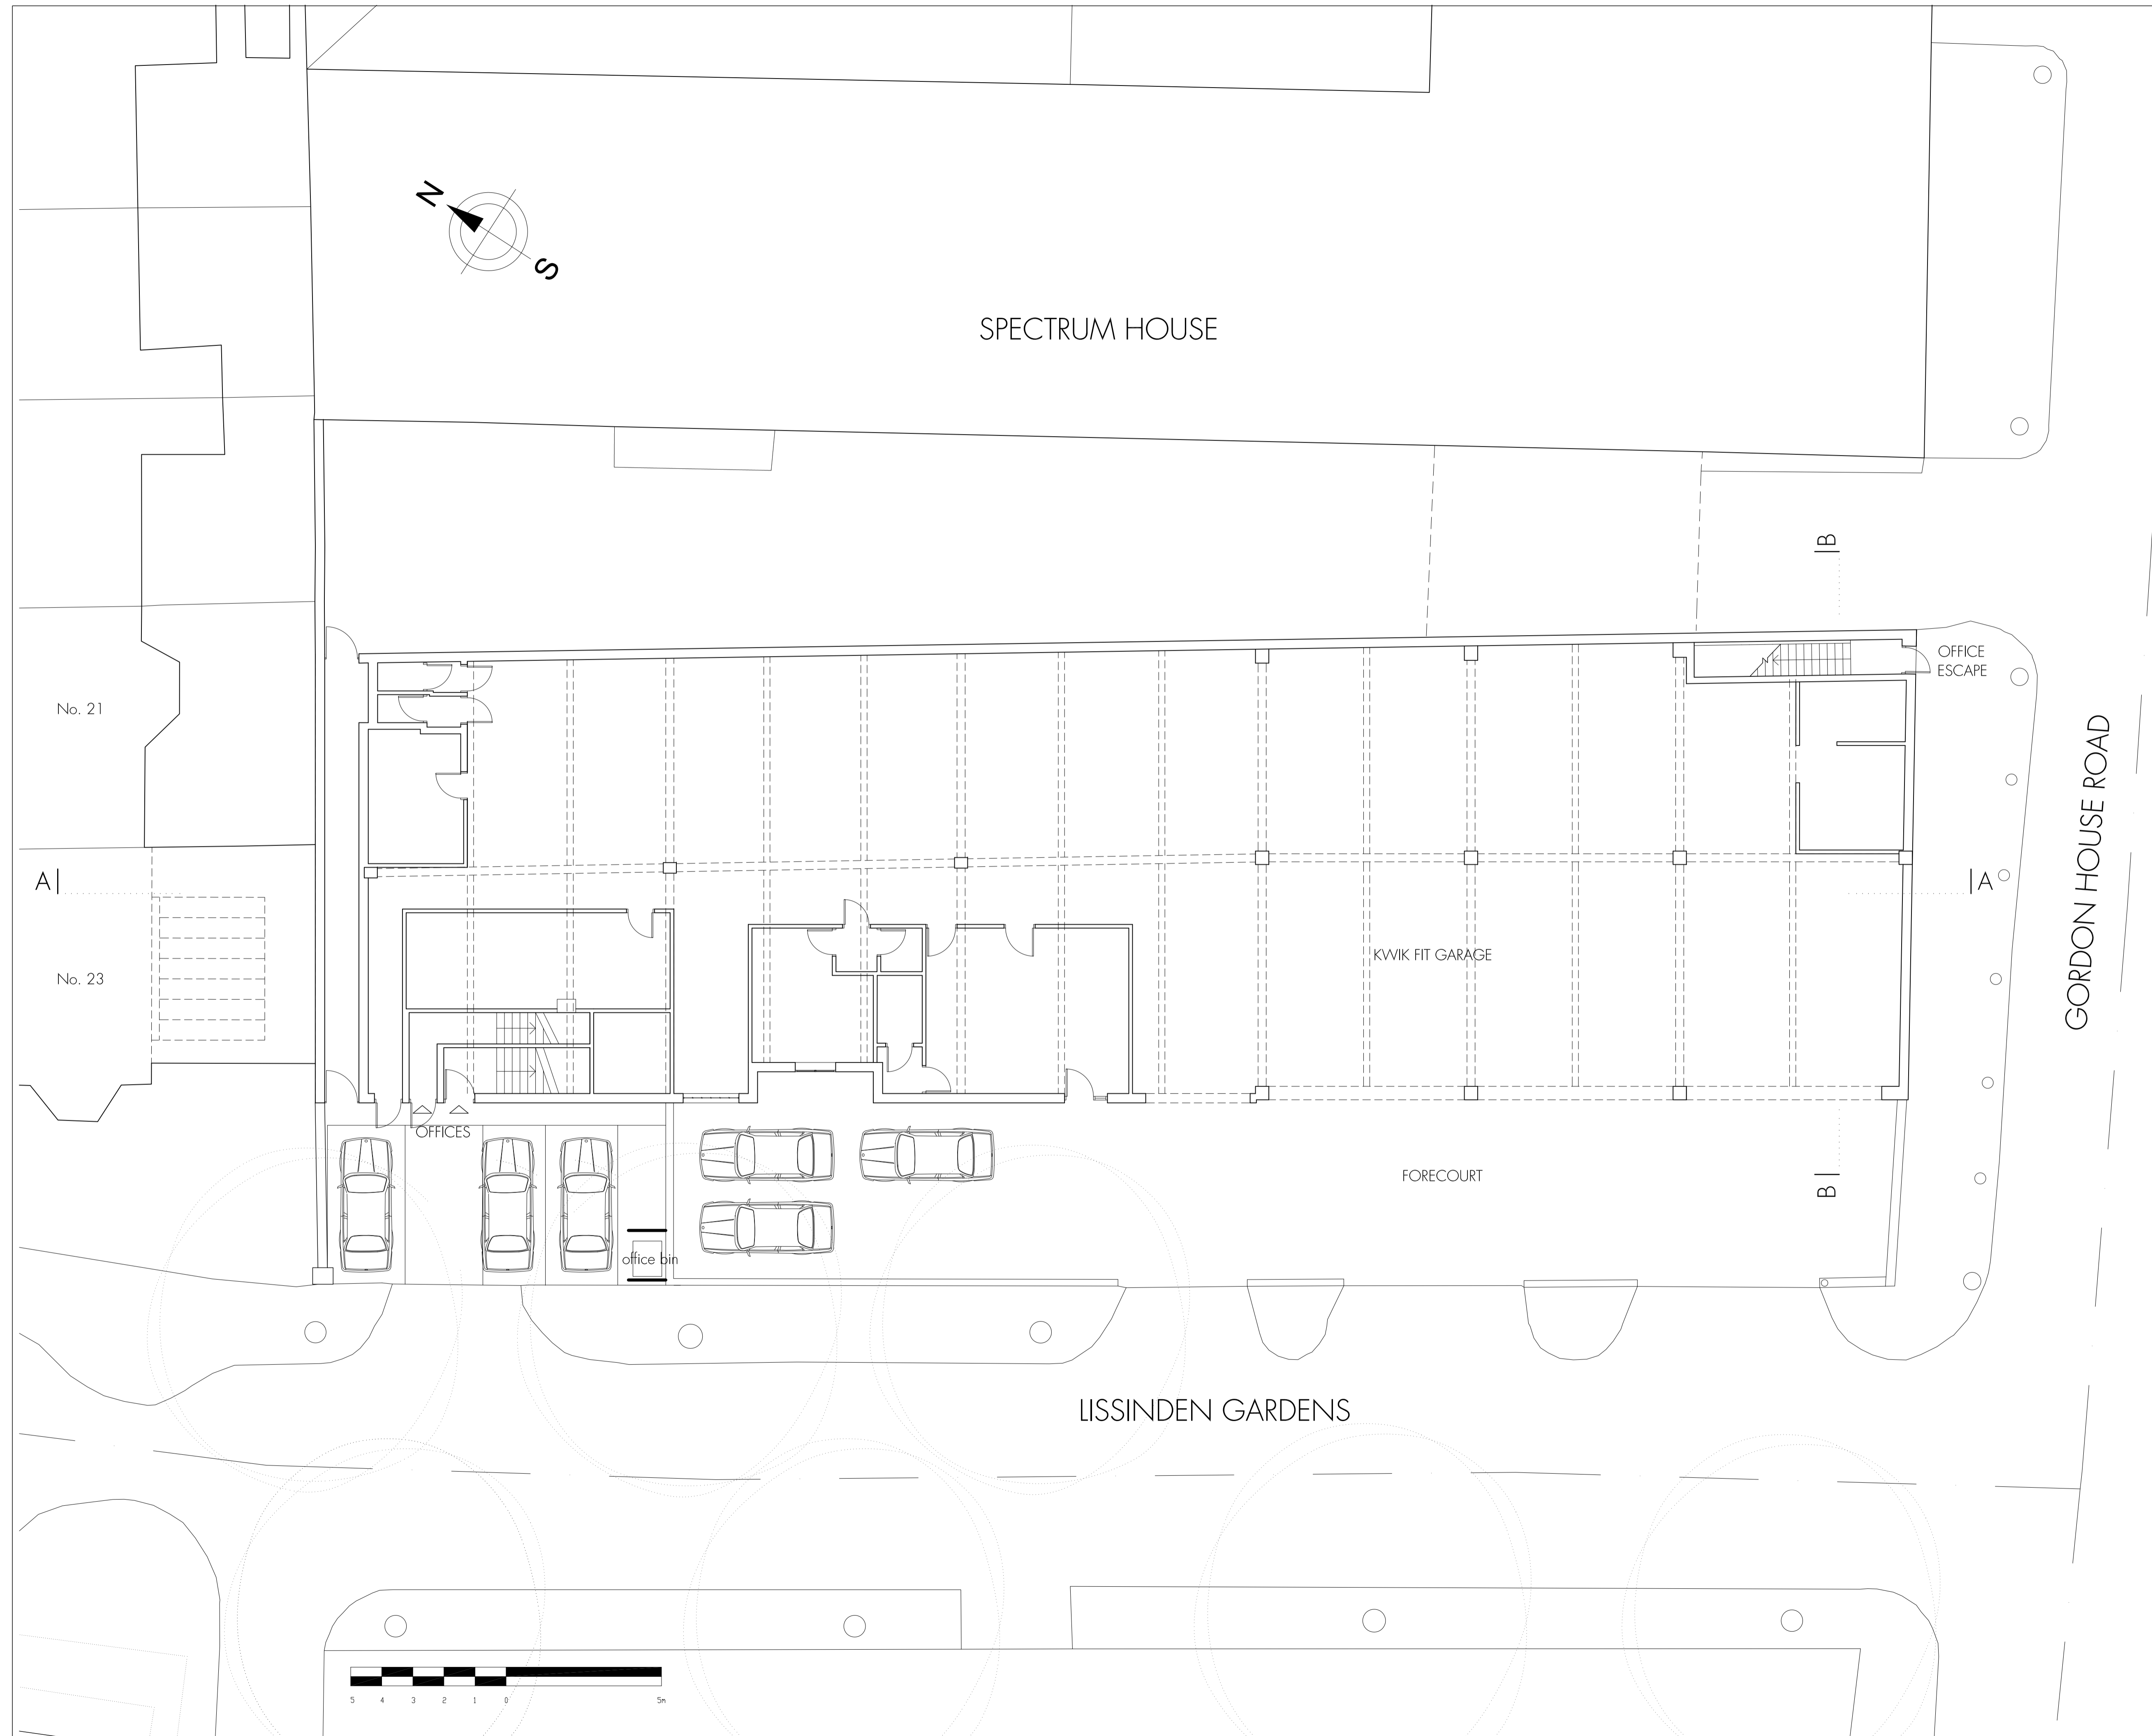 N
S
SPECTRUM HOUSE
B
OFFICE
ESCAPE
No. 21
GORDON HOUSE ROAD
A
A
KWIK FIT GARAGE
No. 23
OFFICES
FORECOURT
B
office bin
LISSINDEN GARDENS
5 4 3 2 1 0 5m